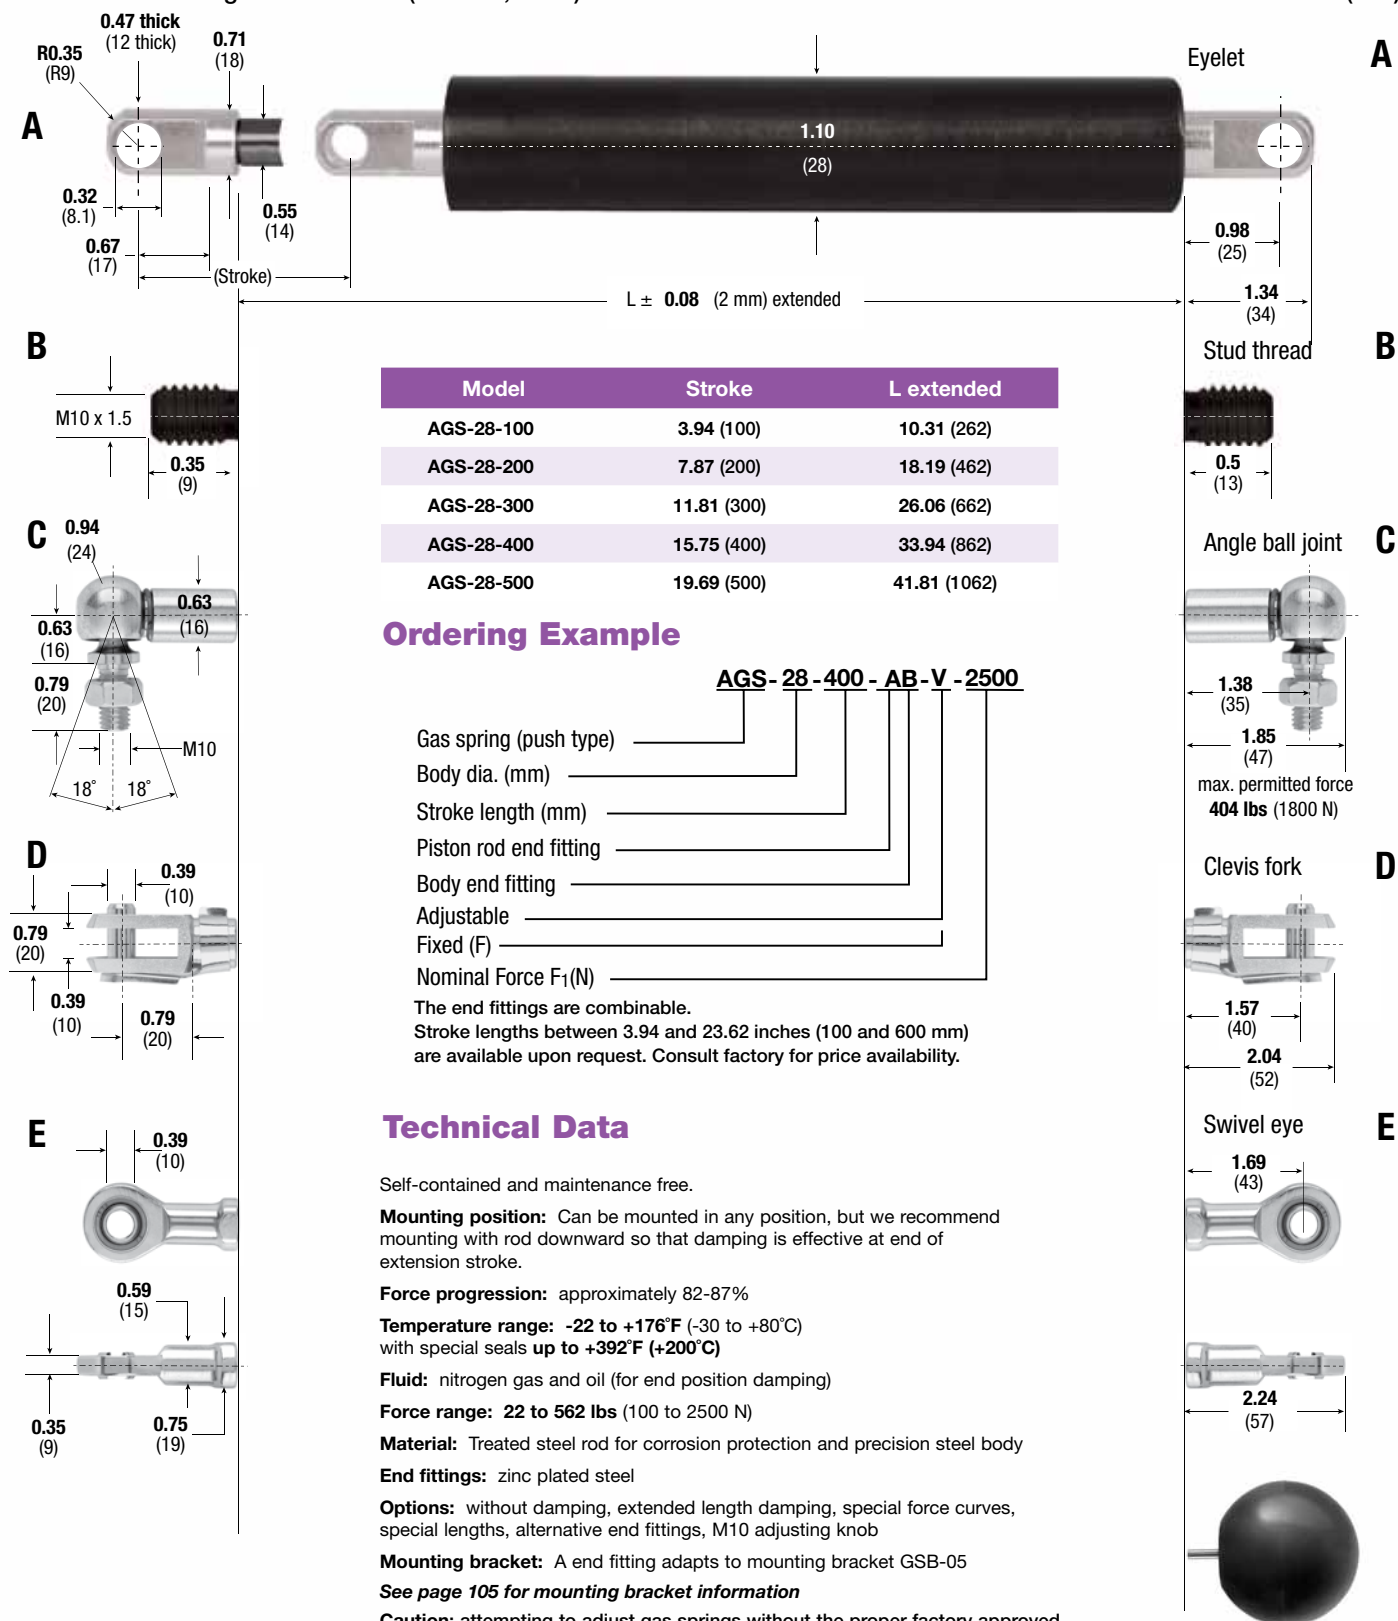 0.47 thick
(12 thick)
R0.35
(R9)
0.71
(18)
Eyelet
A
A
1.10
(28)
0.32
(8.1)
0.55
(14)
0.67
(17)
(Stroke)
0.98
(25)
L ± 0.08 (2 mm) extended
1.34
(34)
B
Stud thread
B
M10 x 1.5
0.35
(9)
0.5
(13)
Model Stroke L extended
AGS-28-100 3.94 (100) 10.31 (262)
AGS-28-200 7.87 (200) 18.19 (462)
AGS-28-300 11.81 (300) 26.06 (662)
AGS-28-400 15.75 (400) 33.94 (862)
AGS-28-500 19.69 (500) 41.81 (1062)
C
0.94
(24)
0.63
(16)
0.63
(16)
0.79
(20)
M10
18° 18°
Angle ball joint
C
1.38
(35)
1.85
(47)
max. permitted force
404 lbs (1800 N)
Ordering Example
AGS - 28 - 400 - AB - V - 2500
Gas spring (push type)
Body dia. (mm)
Stroke length (mm)
Piston rod end fitting
Body end fitting
Adjustable
Fixed (F)
Nominal Force F1(N)
The end fittings are combinable.
Stroke lengths between 3.94 and 23.62 inches (100 and 600 mm)
are available upon request. Consult factory for price availability.
D
0.39
(10)
0.79
(20)
0.39
(10)
0.79
(20)
Clevis fork
D
1.57
(40)
2.04
(52)
E
0.39
(10)
0.59
(15)
0.35
(9)
0.75
(19)
Swivel eye
E
1.69
(43)
2.24
(57)
Technical Data
Self-contained and maintenance free.
Mounting position: Can be mounted in any position, but we recommend
mounting with rod downward so that damping is effective at end of
extension stroke.
Force progression: approximately 82-87%
Temperature range: -22 to +176°F (-30 to +80°C)
with special seals up to +392°F (+200°C)
Fluid: nitrogen gas and oil (for end position damping)
Force range: 22 to 562 lbs (100 to 2500 N)
Material: Treated steel rod for corrosion protection and precision steel body
End fittings: zinc plated steel
Options: without damping, extended length damping, special force curves,
special lengths, alternative end fittings, M10 adjusting knob
Mounting bracket: A end fitting adapts to mounting bracket GSB-05
See page 105 for mounting bracket information
Caution: attempting to adjust gas springs without the proper factory approved